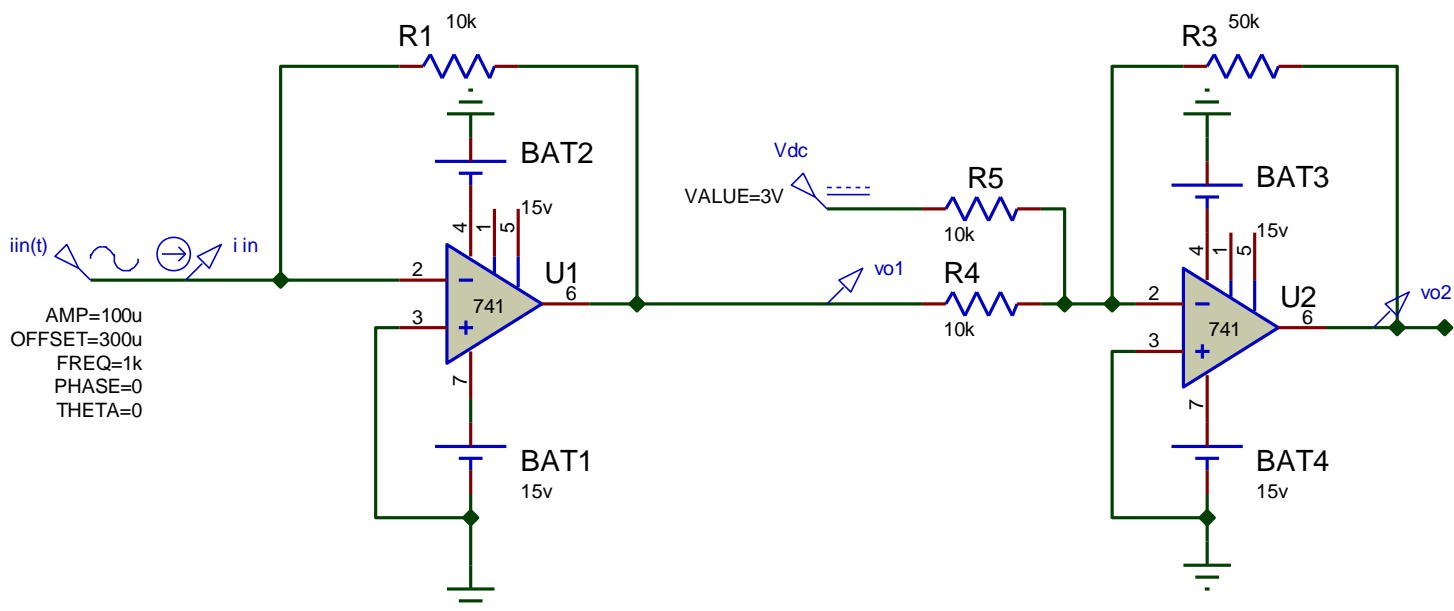 R1
10k
BAT2
15v
4
1
5
iin(t)
i in
2
U1
6
741
3
7
AMP=100u
OFFSET=300u
FREQ=1k
PHASE=0
THETA=0
BAT1
15v
Vdc
VALUE=3V
R5
10k
vo1
R4
10k
R3
50k
BAT3
15v
4
1
5
2
U2
6
741
3
7
vo2
BAT4
15v